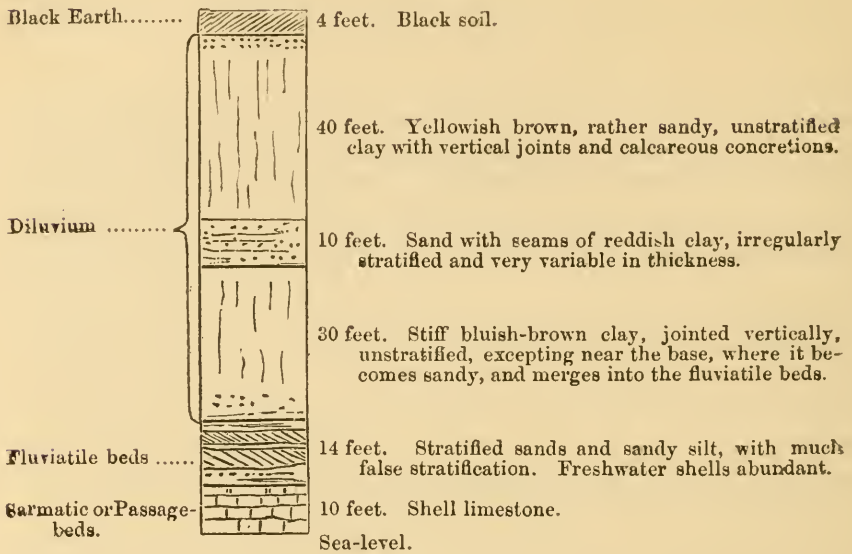 Black Earth.........
4 feet. Black soil.
40 feet. Yellowish brown, rather sandy, unstratified
clay with vertical joints and calcareous concretions.
Diluvium .........
10 feet. Sand with seams of reddish clay, irregularly
stratified and very variable in thickness.
30 feet. Stiff bluish-brown clay, jointed vertically,
unstratified, excepting near the base, where it be-
comes sandy, and merges into the fluviatile beds.
Fluviatile beds ......
14 feet. Stratified sands and sandy silt, with much
false stratification. Freshwater shells abundant.
Sarmatic or Passage-
beds.
10 feet. Shell limestone.
Sea-level.